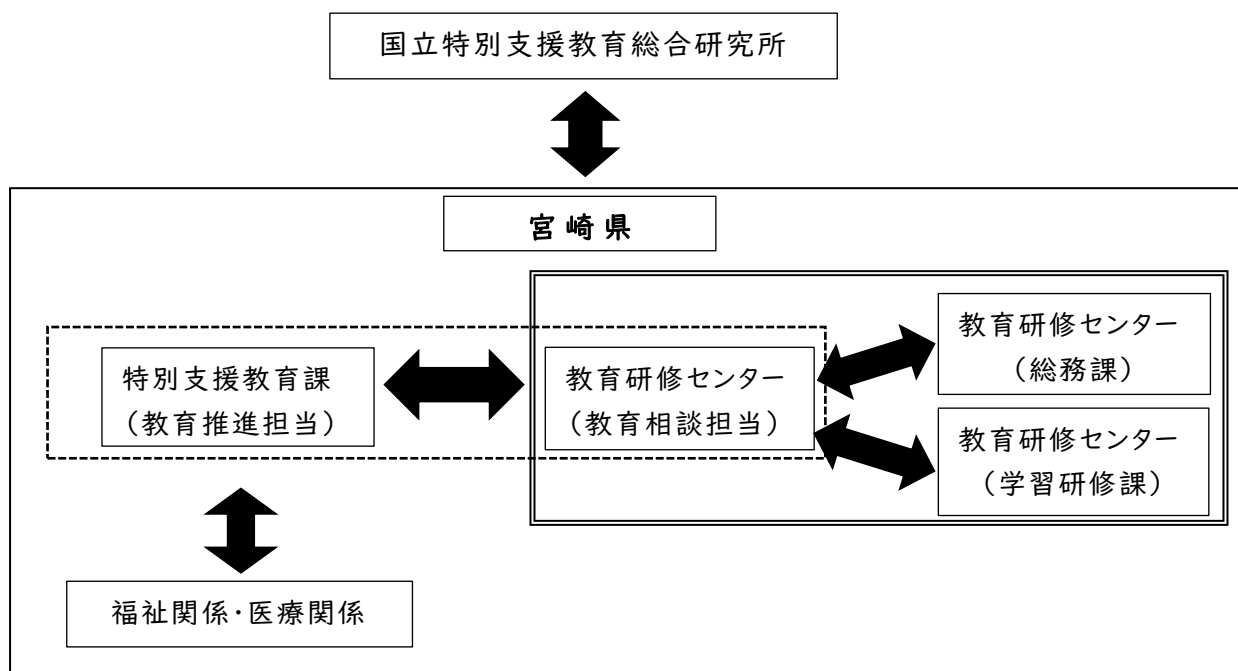 国立特別支援教育総合研究所
宮崎県
特別支援教育課
（教育推進担当）
教育研修センター
（教育相談担当）
教育研修センター
（総務課）
教育研修センター
（学習研修課）
福祉関係・医療関係